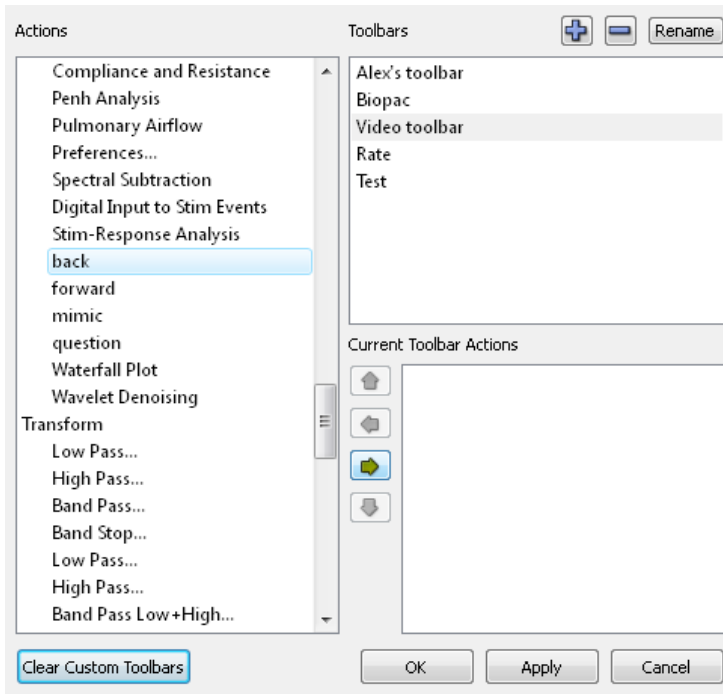 Actions
Compliance and Resistance
Penh Analysis
Pulmonary Airflow
Preferences...
Spectral Subtraction
Digital Input to Stim Events
Stim-Response Analysis
back
forward
mimic
question
Waterfall Plot
Wavelet Denoising
Transform
Low Pass...
High Pass...
Band Pass...
Band Stop...
Low Pass...
High Pass...
Band Pass Low+High...
Clear Custom Toolbars
Toolbars
Rename
Alex's toolbar
Biopac
Video toolbar
Rate
Test
Current Toolbar Actions
OK
Apply
Cancel